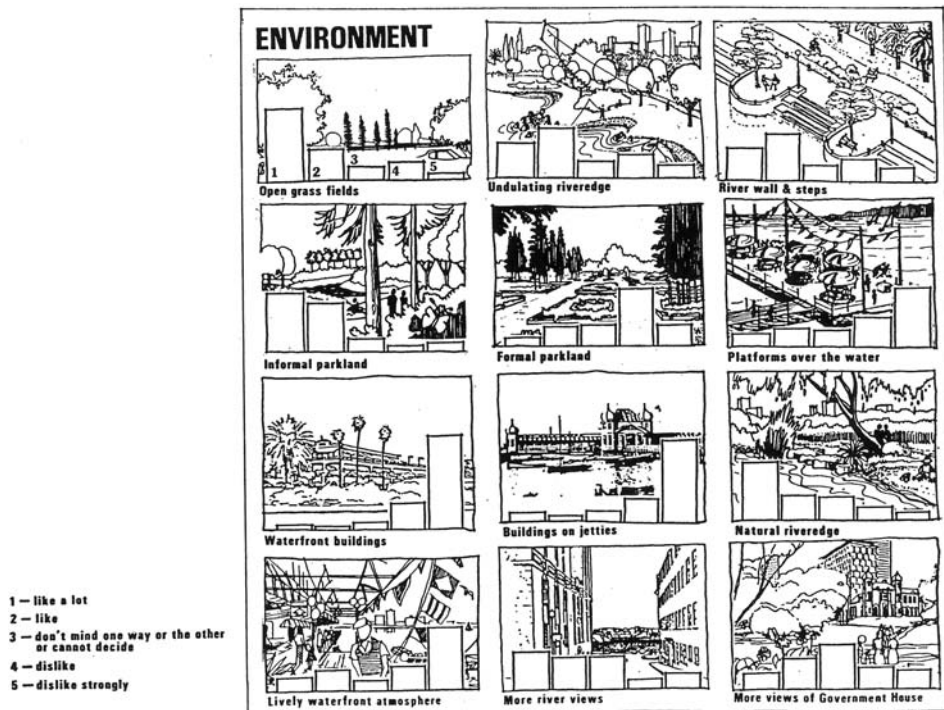 ENVIRONMENT
1 2 3 4 5
Open grass fields
Undulating riveredge
River wall & steps
Informal parkland
Formal parkland
Platforms over the water
Waterfront buildings
Buildings on jetties
Natural riveredge
Lively waterfront atmosphere
More river views
More views of Government House
1 — like a lot
2 — like
3 — don't mind one way or the other
or cannot decide
4 — dislike
5 — dislike strongly